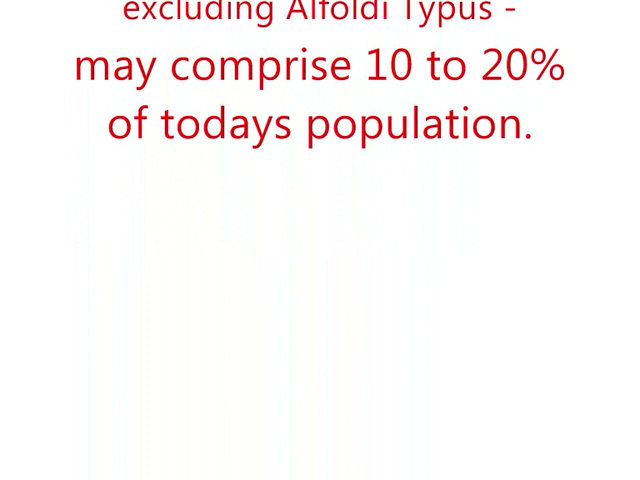 excluding Alfoldi Typus -
may comprise 10 to 20%
of todays population.